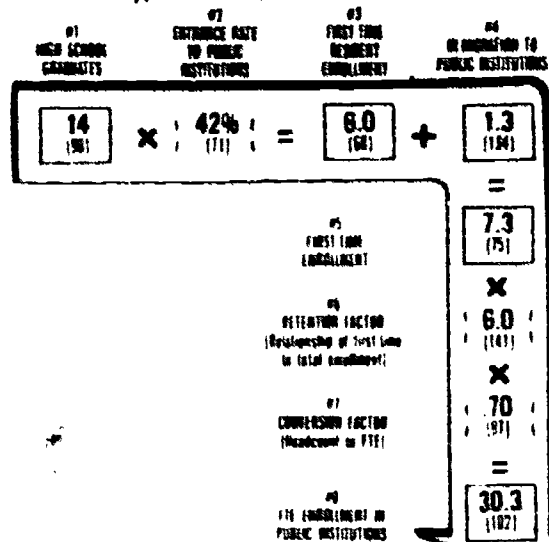 #1
HIGH SCHOOL
GRADUATES
#2
ENTRANCE RATE
TO PUBLIC
INSTITUTIONS
#3
FIRST TIME
RESIDENT
ENROLLMENT
#4
IN MIGRATION TO
PUBLIC INSTITUTIONS
14 × 42% = 6.0 + 1.3
(98) (71) (68) (134)
=
#5
FIRST TIME
ENROLLMENT
7.3
(75)
×
#6
RETENTION FACTOR
(Relationship of first time
to total enrollment)
6.0
(141)
×
#7
CONVERSION FACTOR
(Headcount to FTE)
.70
(97)
=
#8
FTE ENROLLMENT IN
PUBLIC INSTITUTIONS
30.3
(102)